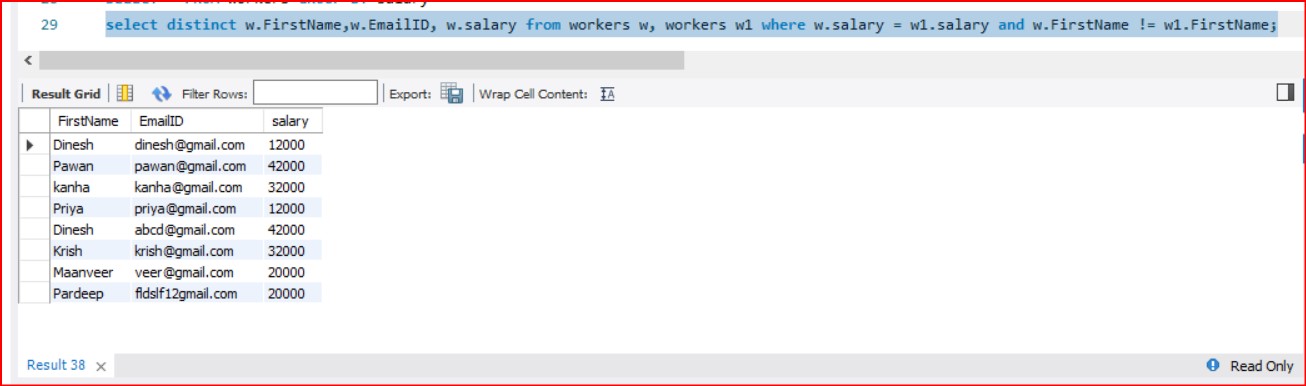 29 select distinct w.FirstName,w.EmailID, w.salary from workers w, workers w1 where w.salary = w1.salary and w.FirstName != w1.FirstName;
Result Grid Filter Rows: Export: Wrap Cell Content: IA
FirstName EmailID salary
Dinesh dinesh@gmail.com 12000
Pawan pawan@gmail.com 42000
kanha kanha@gmail.com 32000
Priya priya@gmail.com 12000
Dinesh abcd@gmail.com 42000
Krish krish@gmail.com 32000
Maanveer veer@gmail.com 20000
Pardeep fldslf12gmail.com 20000
Result 38 × Read Only